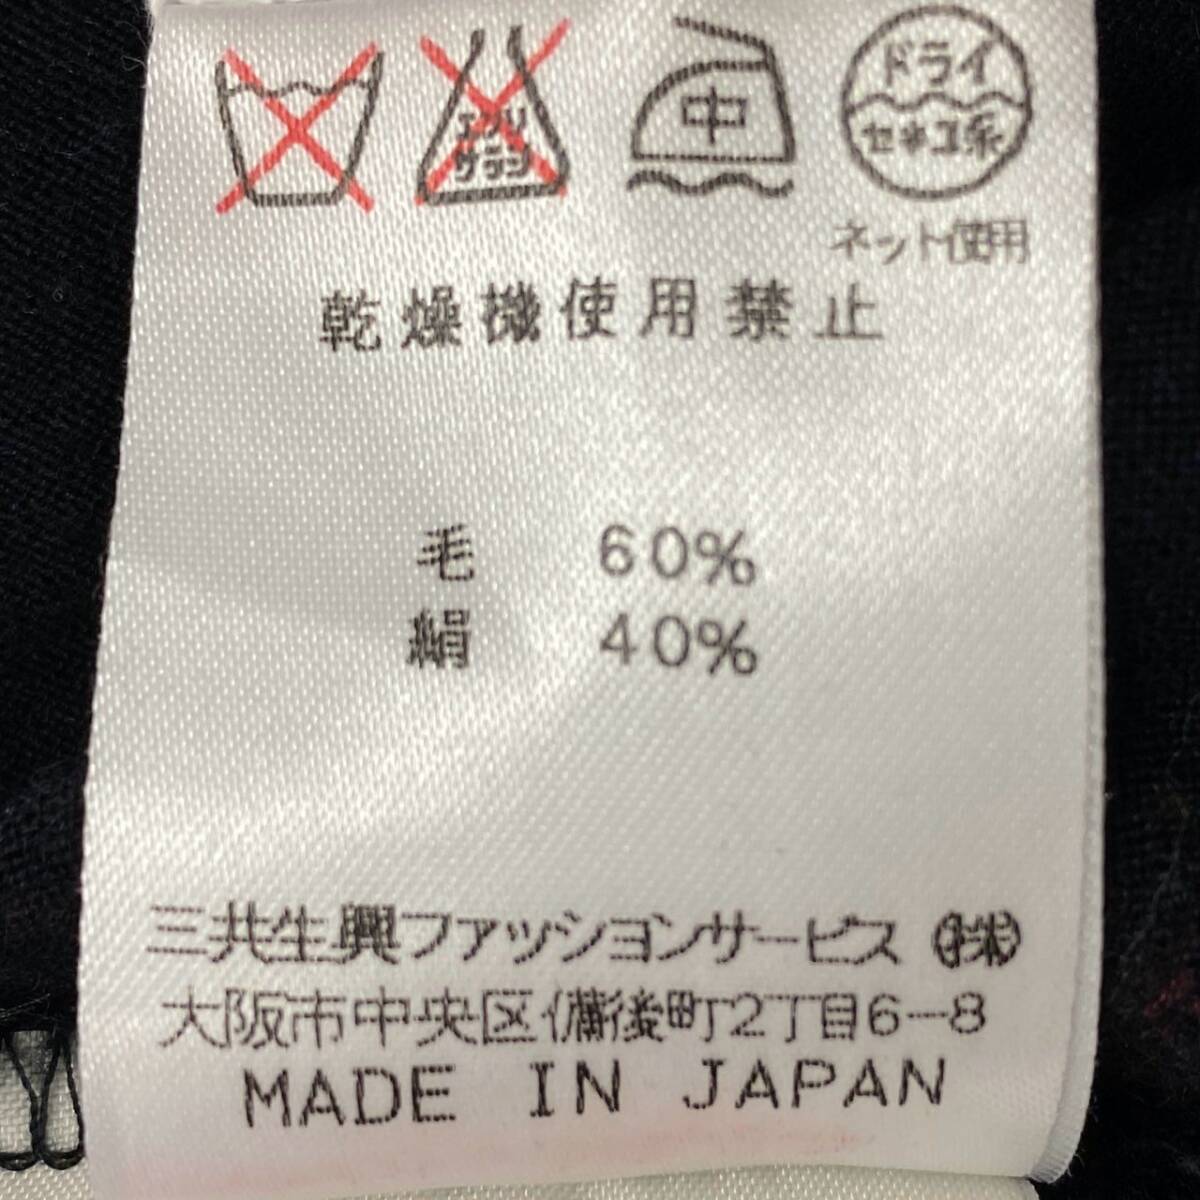 エンソ
サラシ
中
ドライ
セキユ系
ネット使用
乾燥機使用禁止
毛 60%
絹 40%
三共生興ファッションサービス㈱
大阪市中央区備後町2丁目6-8
MADE IN JAPAN